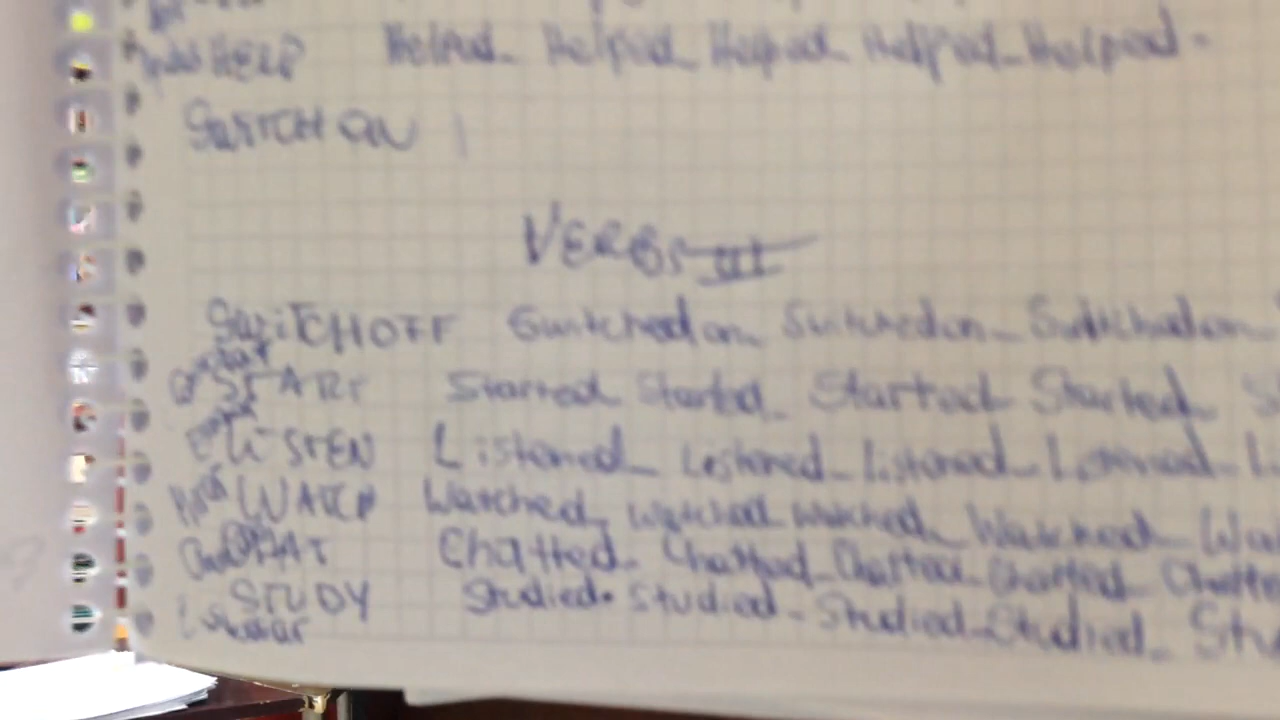 HELP Helped - Helped - Helped - Helped - Helped -
SWITCH ON
VERBS III
SWITCH OFF Switched on - Switched on - Switched on
START Started Started - Started Started
LISTEN Listened - Listened - Listened - Listened -
WATCH Watched - Watched Watched - Watched
CHAT Chatted - Chatted - Chatted - Chatted
STUDY Studied - Studied - Studied - Studied -